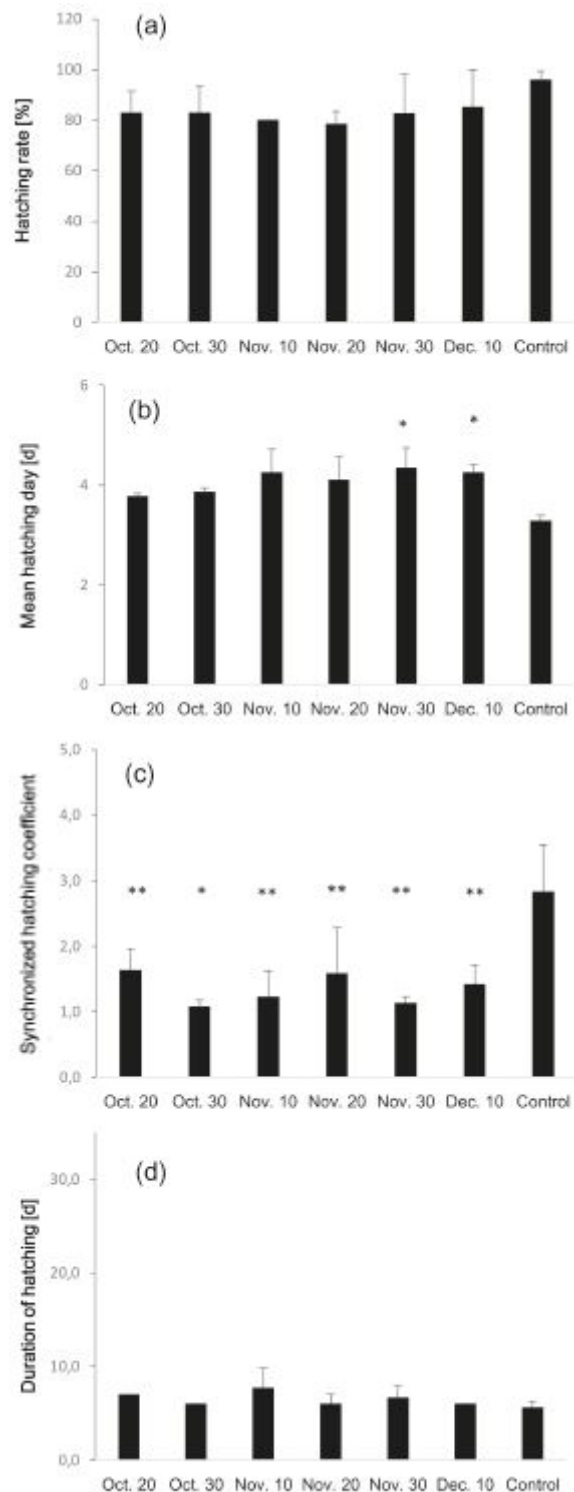 (a)
Hatching rate [%]
120
100
80
60
40
20
0
Oct. 20 Oct. 30 Nov. 10 Nov. 20 Nov. 30 Dec. 10 Control
(b)
Mean hatching day [d]
6
4
2
0
* *
Oct. 20 Oct. 30 Nov. 10 Nov. 20 Nov. 30 Dec. 10 Control
(c)
Synchronized hatching coefficient
5,0
4,0
3,0
2,0
1,0
0,0
** * ** ** ** **
Oct. 20 Oct. 30 Nov. 10 Nov. 20 Nov. 30 Dec. 10 Control
(d)
Duration of hatching [d]
30,0
20,0
10,0
0,0
Oct. 20 Oct. 30 Nov. 10 Nov. 20 Nov. 30 Dec. 10 Control